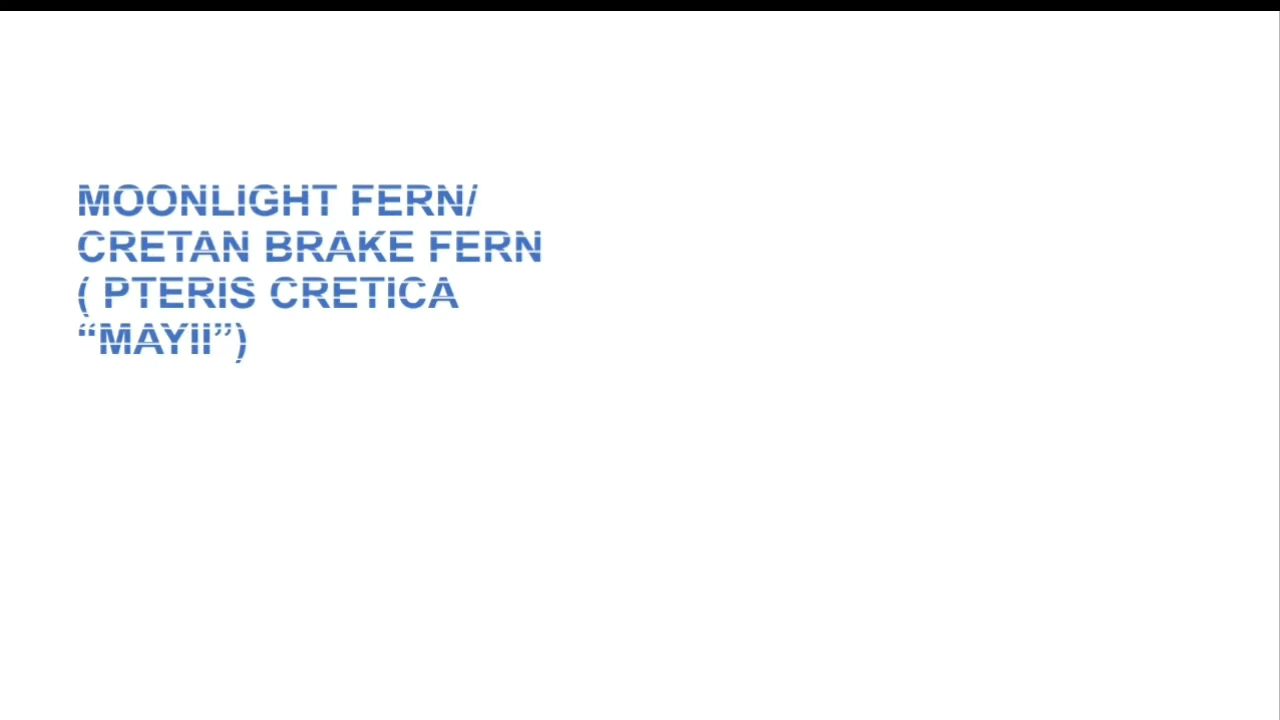 MOONLIGHT FERN/
CRETAN BRAKE FERN
( PTERIS CRETICA
“MAYII”)